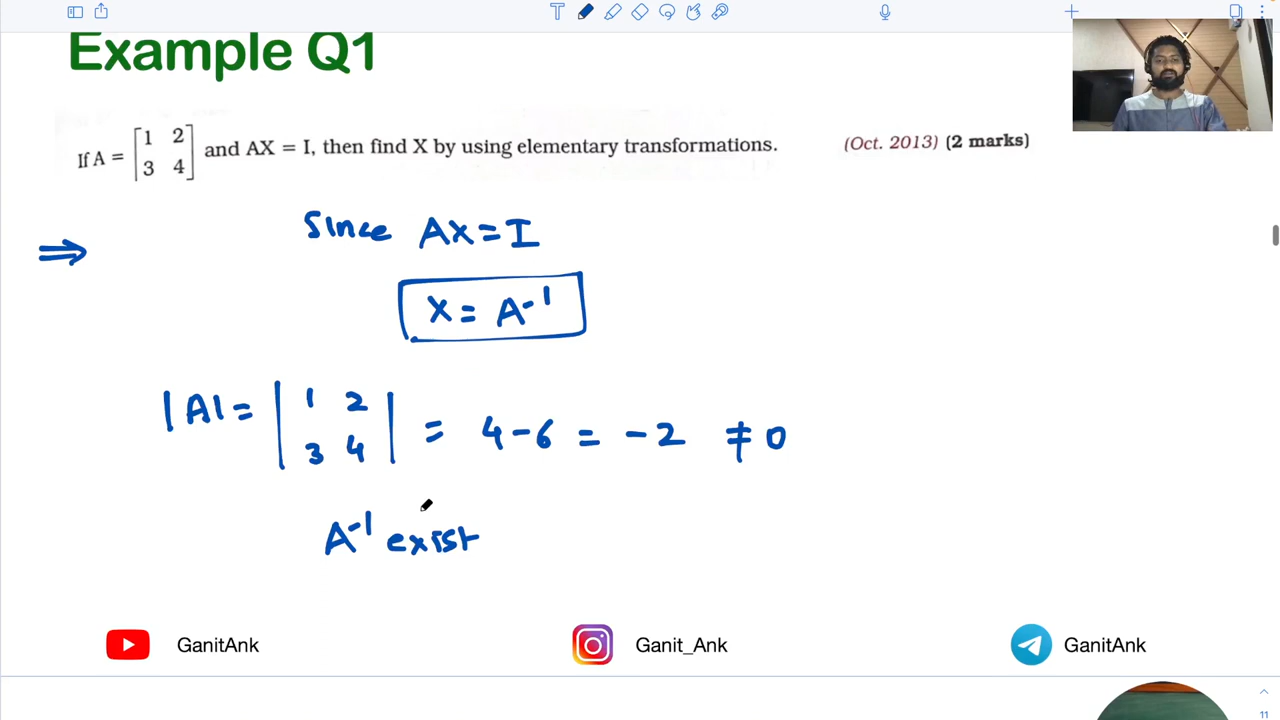 Example Q1
If A = [1 2
3 4] and AX = I, then find X by using elementary transformations. (Oct. 2013) (2 marks)
⇒ Since AX = I
X = A⁻¹
|A| = |1 2
3 4| = 4 - 6 = -2 ≠ 0
A⁻¹ exist
GanitAnk Ganit_Ank GanitAnk
11